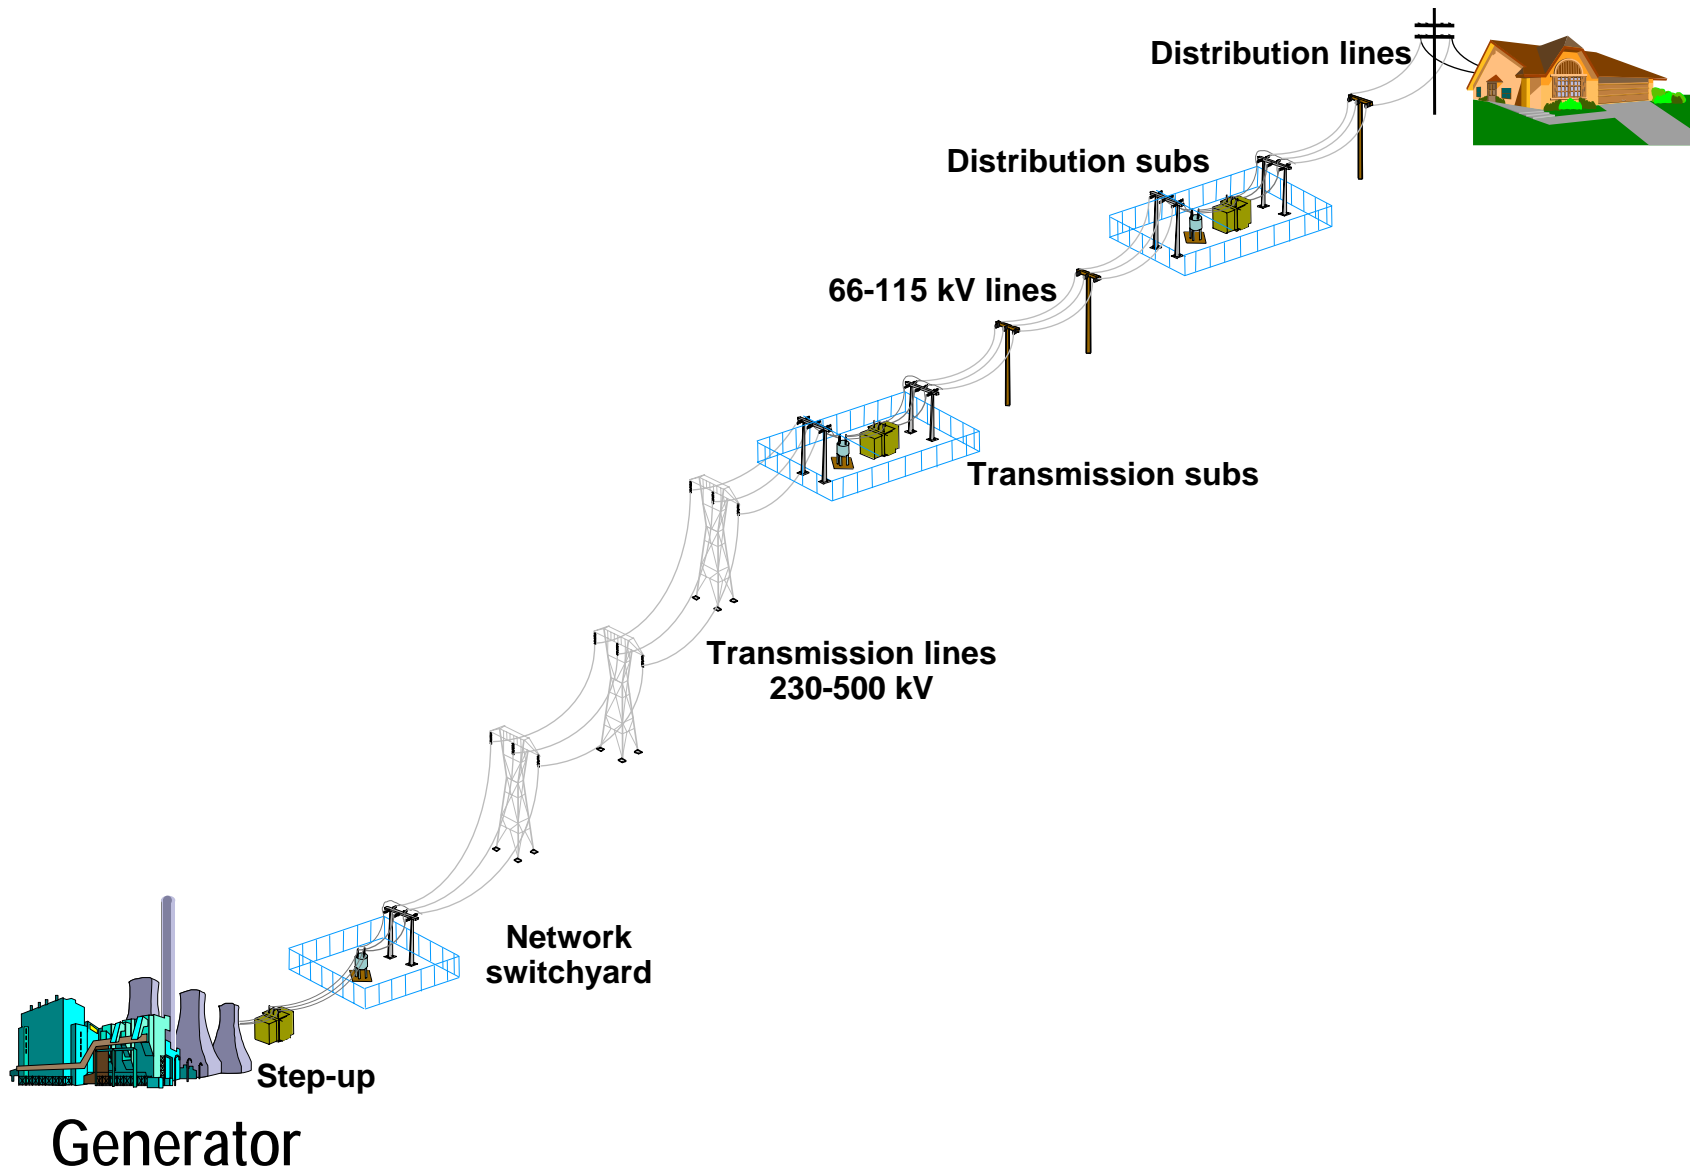 Distribution lines
Distribution subs
66-115 kV lines
Transmission subs
Transmission lines
230-500 kV
Network
switchyard
Step-up
Generator